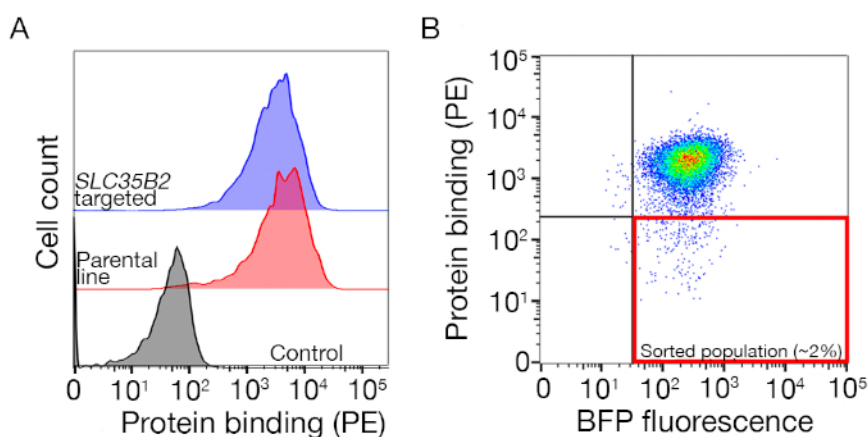 A
Cell count
SLC35B2
targeted
Parental
line
Control
0 10¹ 10² 10³ 10⁴ 10⁵
Protein binding (PE)
B
Protein binding (PE)
10⁵
10⁴
10³
10²
10¹
0
Sorted population (~2%)
0 10¹ 10² 10³ 10⁴ 10⁵
BFP fluorescence